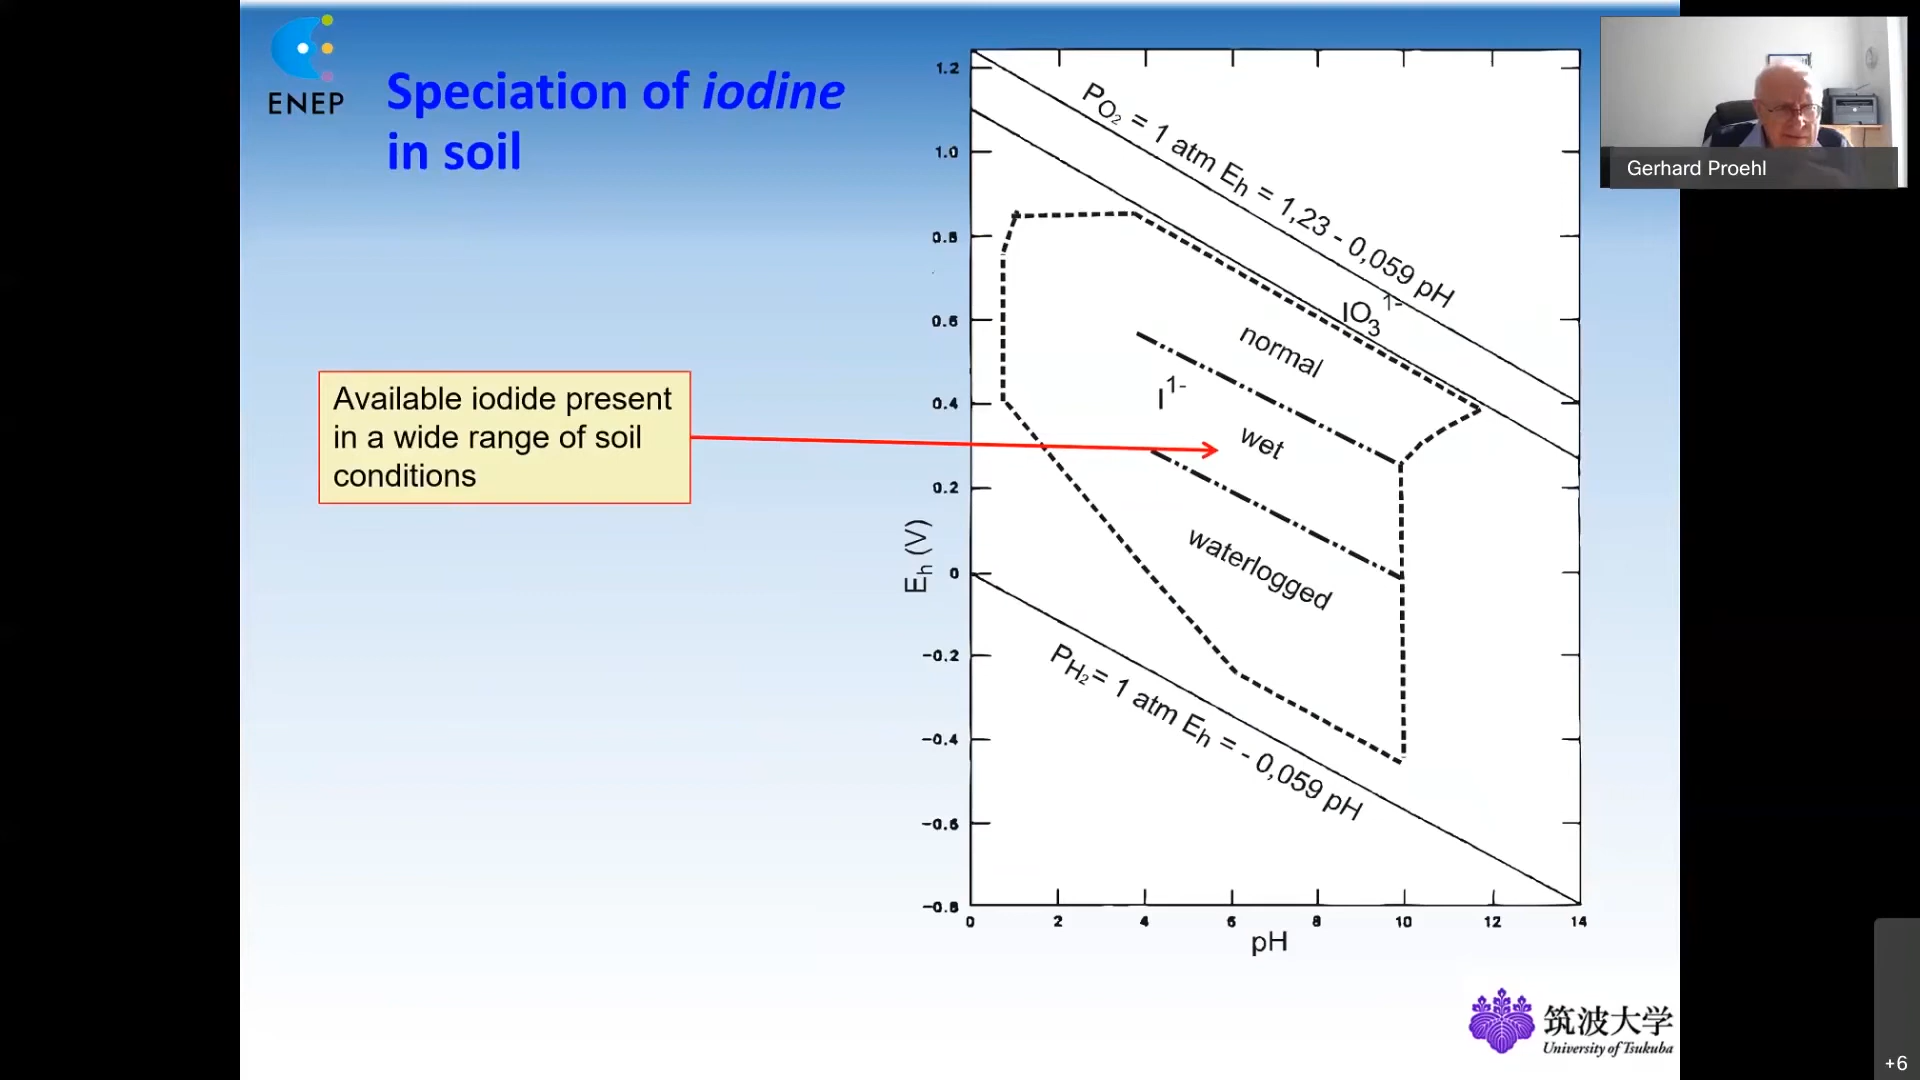 ENEP
Speciation of iodine
in soil
Available iodide present
in a wide range of soil
conditions
1.2
1.0
0.8
0.6
0.4
0.2
0
−0.2
−0.4
−0.6
−0.8
Eh (V)
PO2 = 1 atm Eh = 1,23 - 0,059 pH
IO3 1-
normal
I1-
wet
waterlogged
PH2 = 1 atm Eh = - 0,059 pH
0 2 4 6 8 10 12 14
pH
Gerhard Proehl
筑波大学
University of Tsukuba
+6